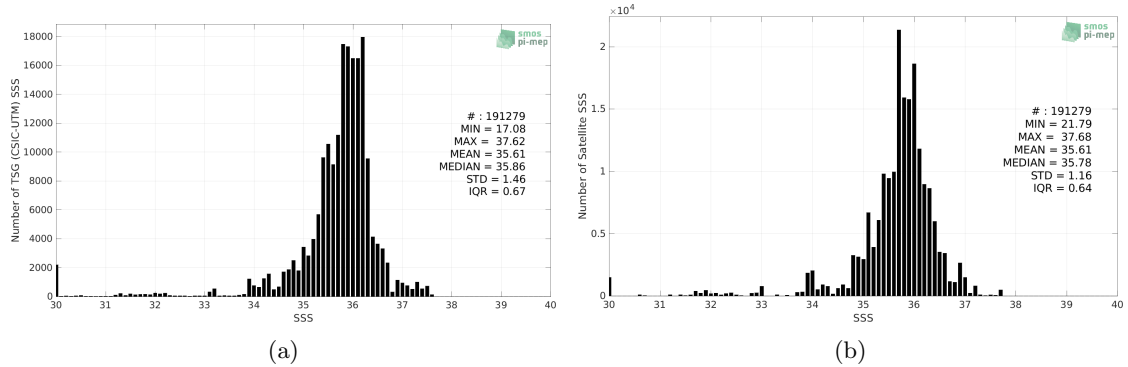 18000
16000
14000
12000
10000
8000
6000
4000
2000
0
30 31 32 33 34 35 36 37 38 39 40
SSS
Number of TSG (CSIC-UTM) SSS
smos
pi-mep
# : 191279
MIN = 17.08
MAX = 37.62
MEAN = 35.61
MEDIAN = 35.86
STD = 1.46
IQR = 0.67
(a)
×10⁴
2
1.5
1
0.5
0
30 31 32 33 34 35 36 37 38 39 40
SSS
Number of Satellite SSS
smos
pi-mep
# : 191279
MIN = 21.79
MAX = 37.68
MEAN = 35.61
MEDIAN = 35.78
STD = 1.16
IQR = 0.64
(b)